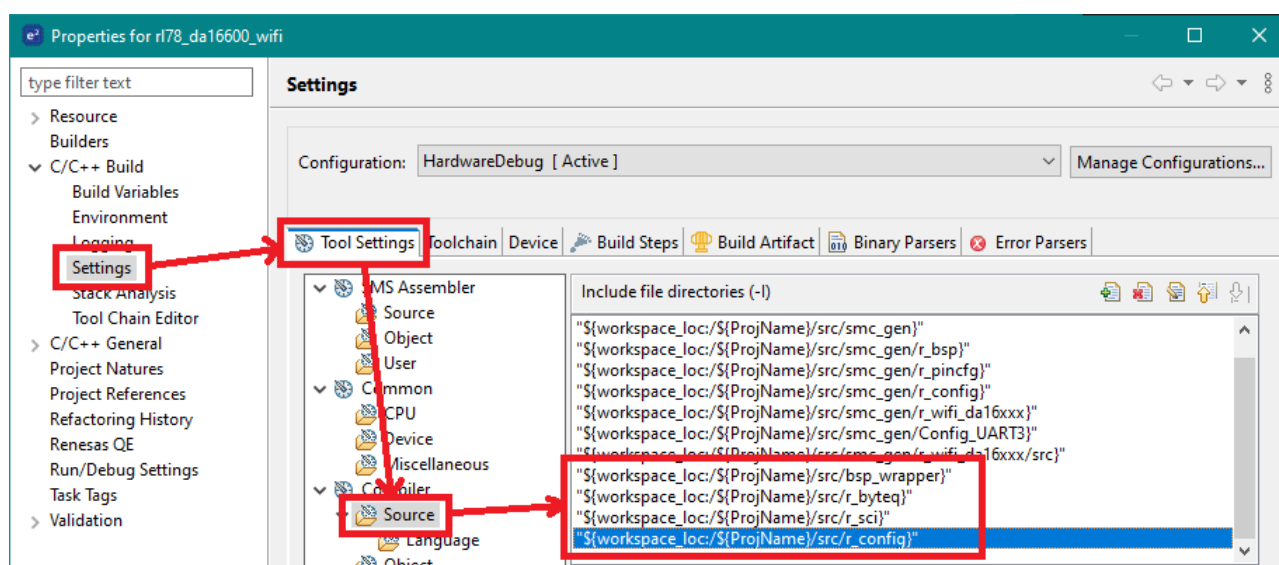 e² Properties for rl78_da16600_wifi
type filter text
Resource
Builders
C/C++ Build
Build Variables
Environment
Logging
Settings
Stack Analysis
Tool Chain Editor
C/C++ General
Project Natures
Project References
Refactoring History
Renesas QE
Run/Debug Settings
Task Tags
Validation
Settings
Configuration: HardwareDebug [ Active ] Manage Configurations...
Tool Settings Toolchain Device Build Steps Build Artifact Binary Parsers Error Parsers
SMS Assembler
Source
Object
User
Common
CPU
Device
Miscellaneous
Compiler
Source
Language
Object
Include file directories (-I)
"${workspace_loc:/${ProjName}/src/smc_gen}"
"${workspace_loc:/${ProjName}/src/smc_gen/r_bsp}"
"${workspace_loc:/${ProjName}/src/smc_gen/r_pincfg}"
"${workspace_loc:/${ProjName}/src/smc_gen/r_config}"
"${workspace_loc:/${ProjName}/src/smc_gen/r_wifi_da16xxx}"
"${workspace_loc:/${ProjName}/src/smc_gen/Config_UART3}"
"${workspace_loc:/${ProjName}/src/smc_gen/r_wifi_da16xxx/src}"
"${workspace_loc:/${ProjName}/src/bsp_wrapper}"
"${workspace_loc:/${ProjName}/src/r_byteq}"
"${workspace_loc:/${ProjName}/src/r_sci}"
"${workspace_loc:/${ProjName}/src/r_config}"